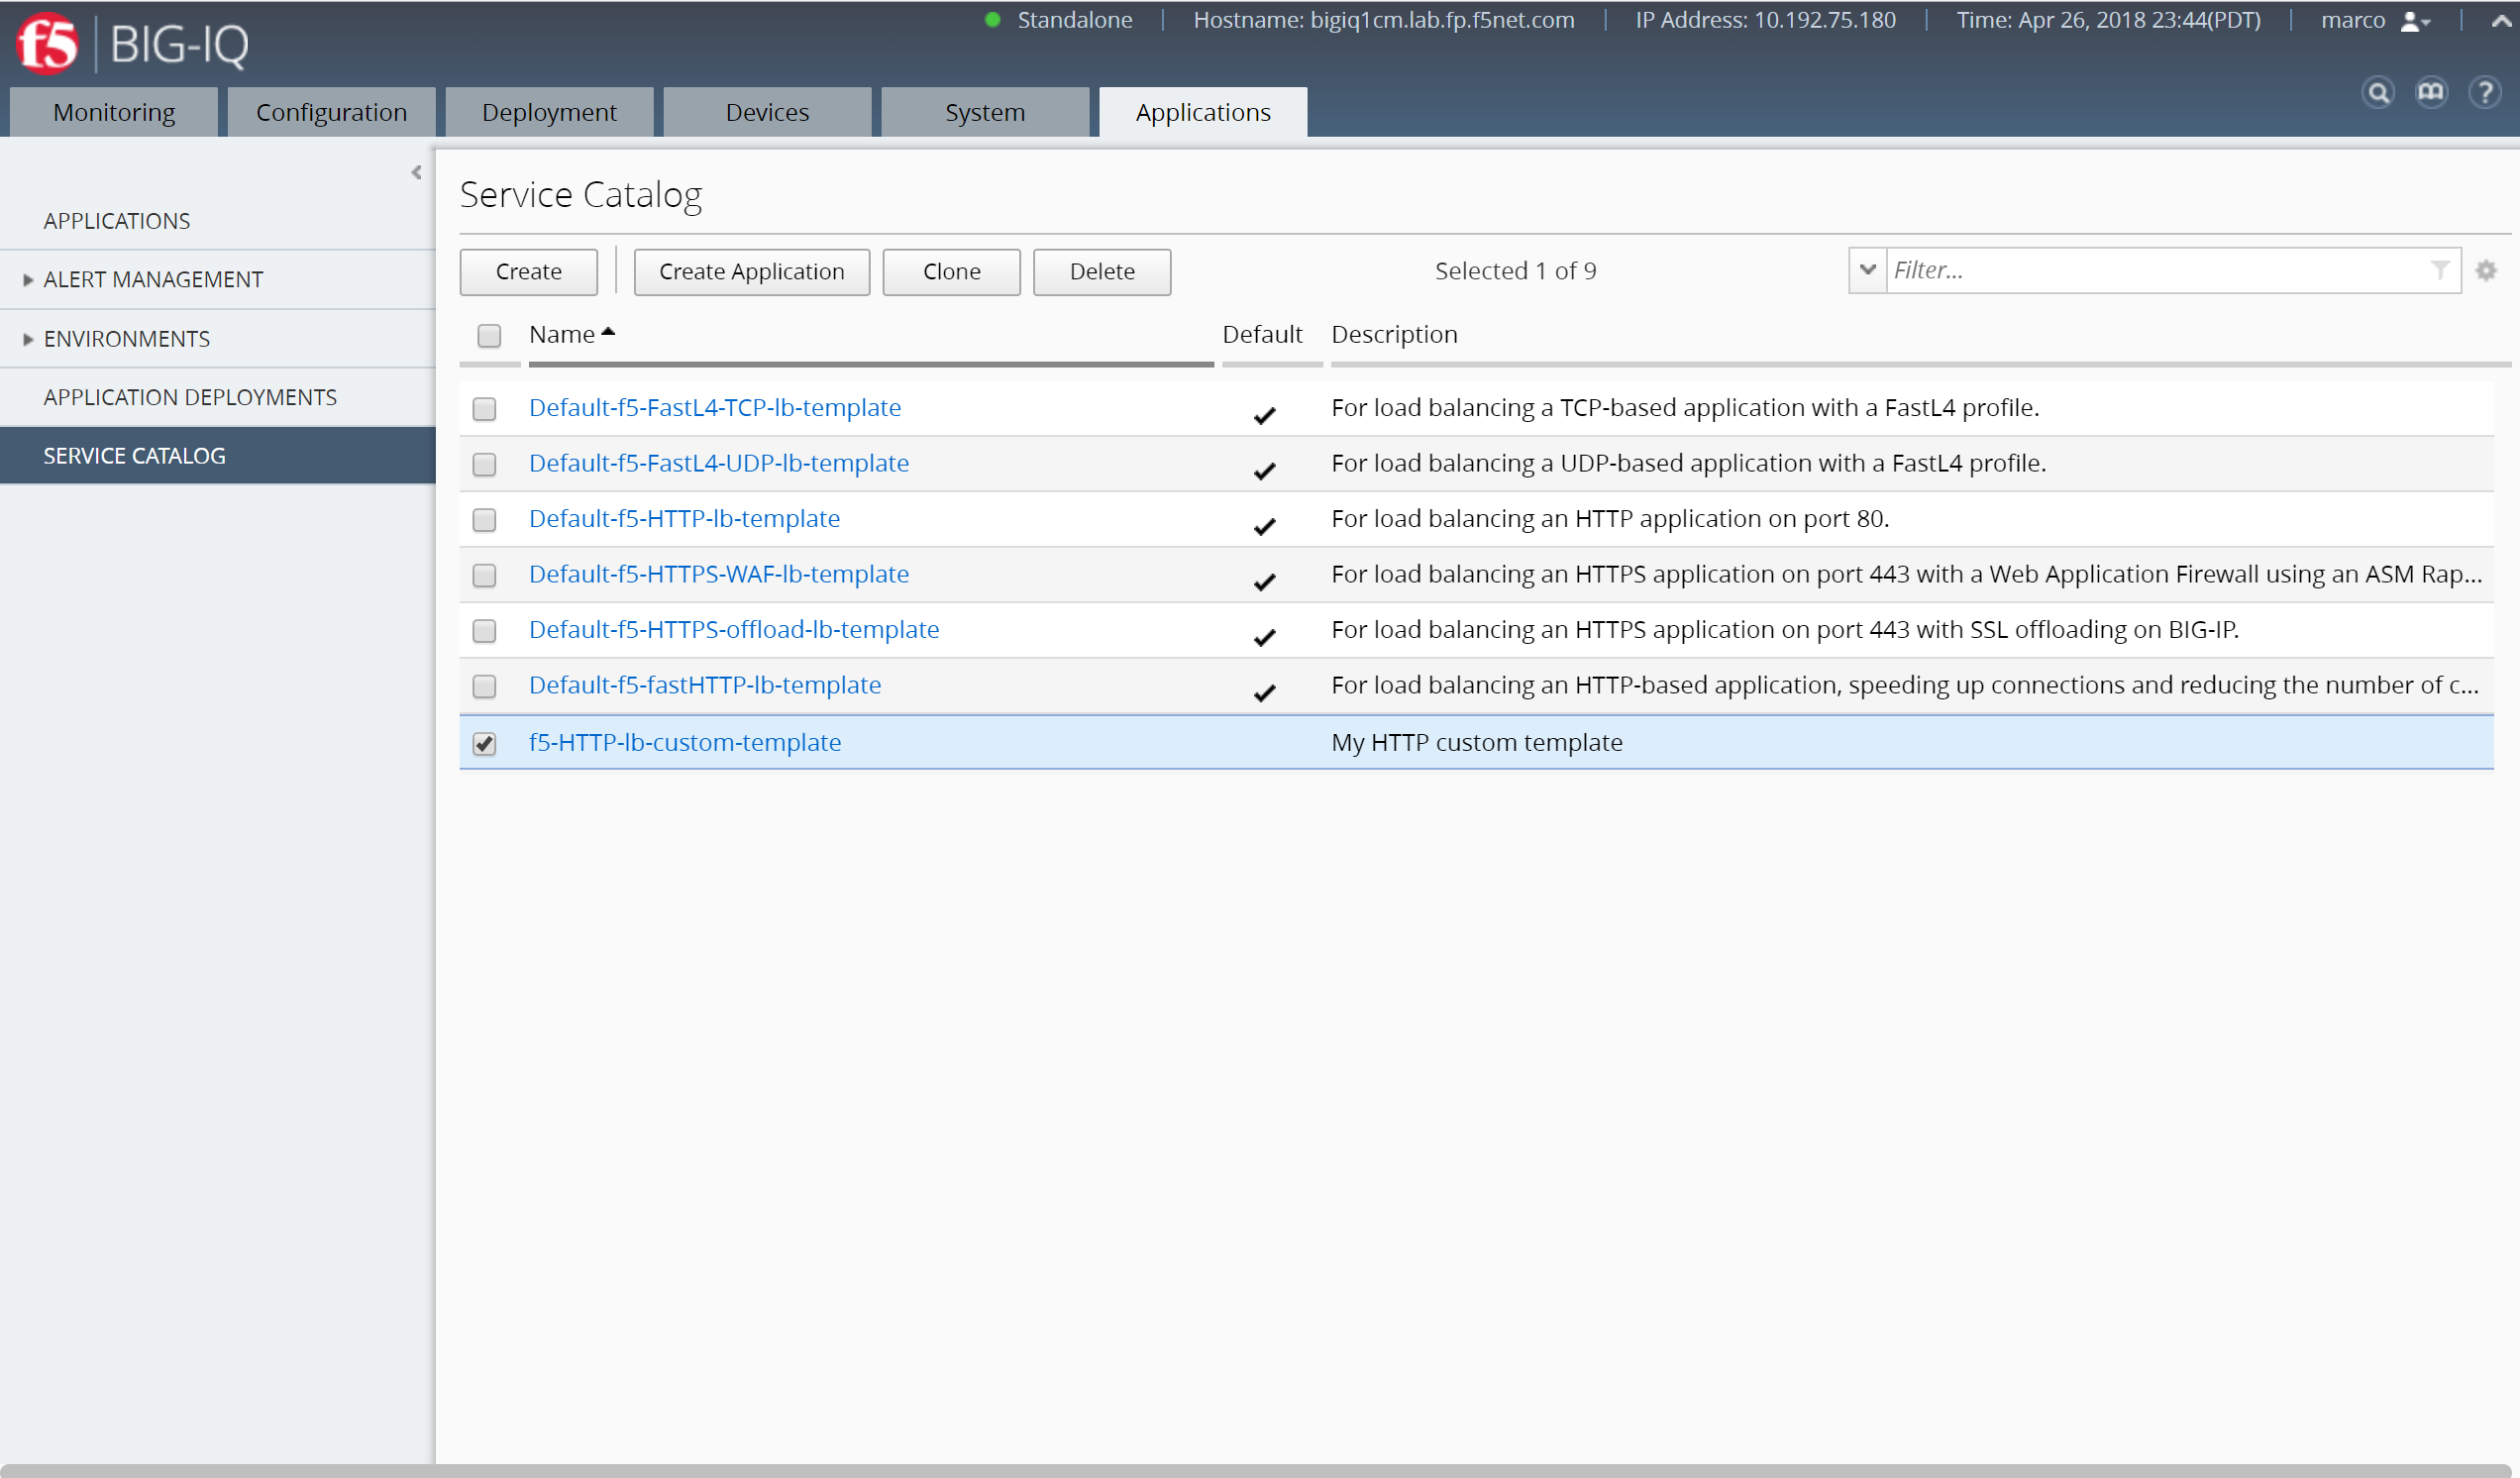 f5 BIG-IQ
Standalone Hostname: bigiq1cm.lab.fp.f5net.com IP Address: 10.192.75.180 Time: Apr 26, 2018 23:44(PDT) marco
Monitoring Configuration Deployment Devices System Applications
APPLICATIONS
ALERT MANAGEMENT
ENVIRONMENTS
APPLICATION DEPLOYMENTS
SERVICE CATALOG
Service Catalog
Create Create Application Clone Delete Selected 1 of 9 Filter...
Name Default Description
Default-f5-FastL4-TCP-lb-template For load balancing a TCP-based application with a FastL4 profile.
Default-f5-FastL4-UDP-lb-template For load balancing a UDP-based application with a FastL4 profile.
Default-f5-HTTP-lb-template For load balancing an HTTP application on port 80.
Default-f5-HTTPS-WAF-lb-template For load balancing an HTTPS application on port 443 with a Web Application Firewall using an ASM Rap...
Default-f5-HTTPS-offload-lb-template For load balancing an HTTPS application on port 443 with SSL offloading on BIG-IP.
Default-f5-fastHTTP-lb-template For load balancing an HTTP-based application, speeding up connections and reducing the number of c...
f5-HTTP-lb-custom-template My HTTP custom template